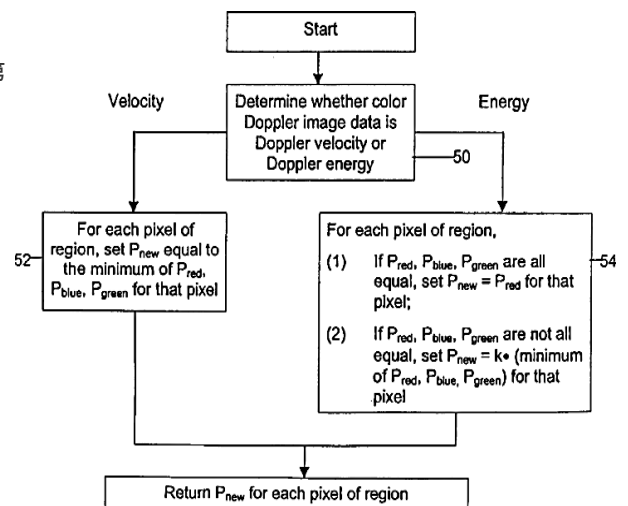 Start
Velocity
Energy
Determine whether color
Doppler image data is
Doppler velocity or
Doppler energy
50
52
For each pixel of
region, set Pnew equal to
the minimum of Pred,
Pblue, Pgreen for that pixel
For each pixel of region,
(1) If Pred, Pblue, Pgreen are all
equal, set Pnew = Pred for that
pixel;
(2) If Pred, Pblue, Pgreen are not all
equal, set Pnew = k• (minimum
of Pred, Pblue, Pgreen) for that
pixel
54
Return Pnew for each pixel of region